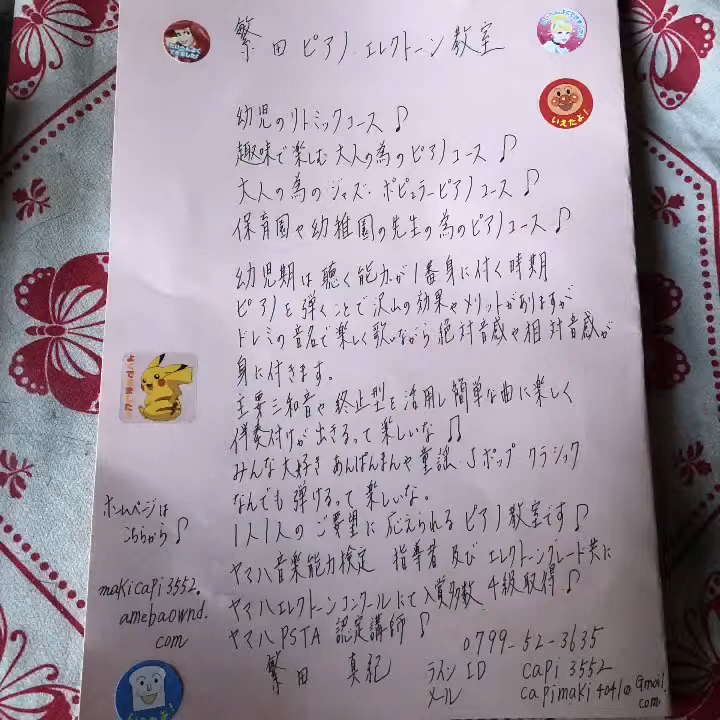 繁田 ピアノ.エレクトーン教室
いえたよ!
幼児のリトミックコース♪
趣味で楽しむ大人の為のピアノコース♪
大人の為のジャズ・ポピュラーピアノコース♪
保育園や幼稚園の先生の為のピアノコース♪
幼児期は聴く能力が1番身に付く時期
ピアノを弾くことで沢山の効果やメリットがありますが
ドレミの音名で楽しく歌いながら絶対音感や相対音感が
身に付きます。
よくできました
主要三和音や終止型を活用し簡単な曲に楽しく
伴奏付けが出きるって楽しいな♫
みんな大好きあんぱんまんや童謡.Jポップクラシック
なんでも弾けるって楽しいな。
1人1人のご要望に応えられるピアノ教室です♪
ヤマハ音楽能力検定 指導者及びエレクトーングレード共に
ヤマハエレクトーンコンクールにて入賞多数 4級取得♪
ヤマハPSTA 認定講師♪
繁田 真紀
ホームページは
こちらから♪
makicapi3552.
amebaownd.
com
0799-52-3635
ラインID capi3552
メール capimaki4041@Gmail.
com